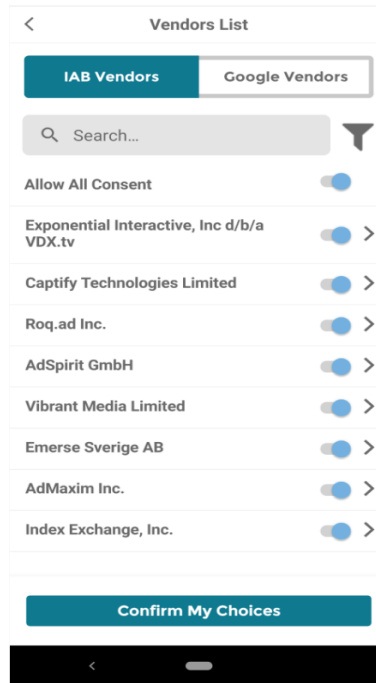 Vendors List
IAB Vendors
Google Vendors
Search...
Allow All Consent
Exponential Interactive, Inc d/b/a
VDX.tv
Captify Technologies Limited
Roq.ad Inc.
AdSpirit GmbH
Vibrant Media Limited
Emerse Sverige AB
AdMaxim Inc.
Index Exchange, Inc.
Confirm My Choices